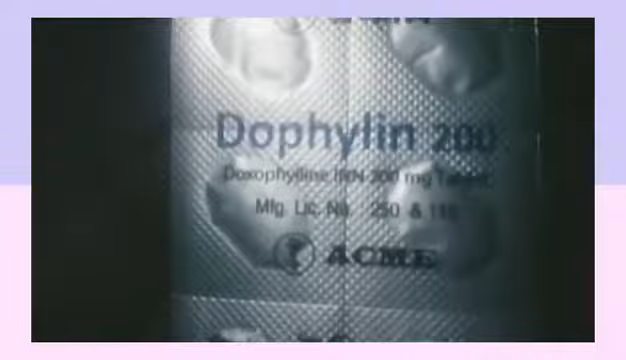 Dophylin 200
Doxophylline INN 200 mg Tablet
Mfg. Lic. No. 250 &
ACME